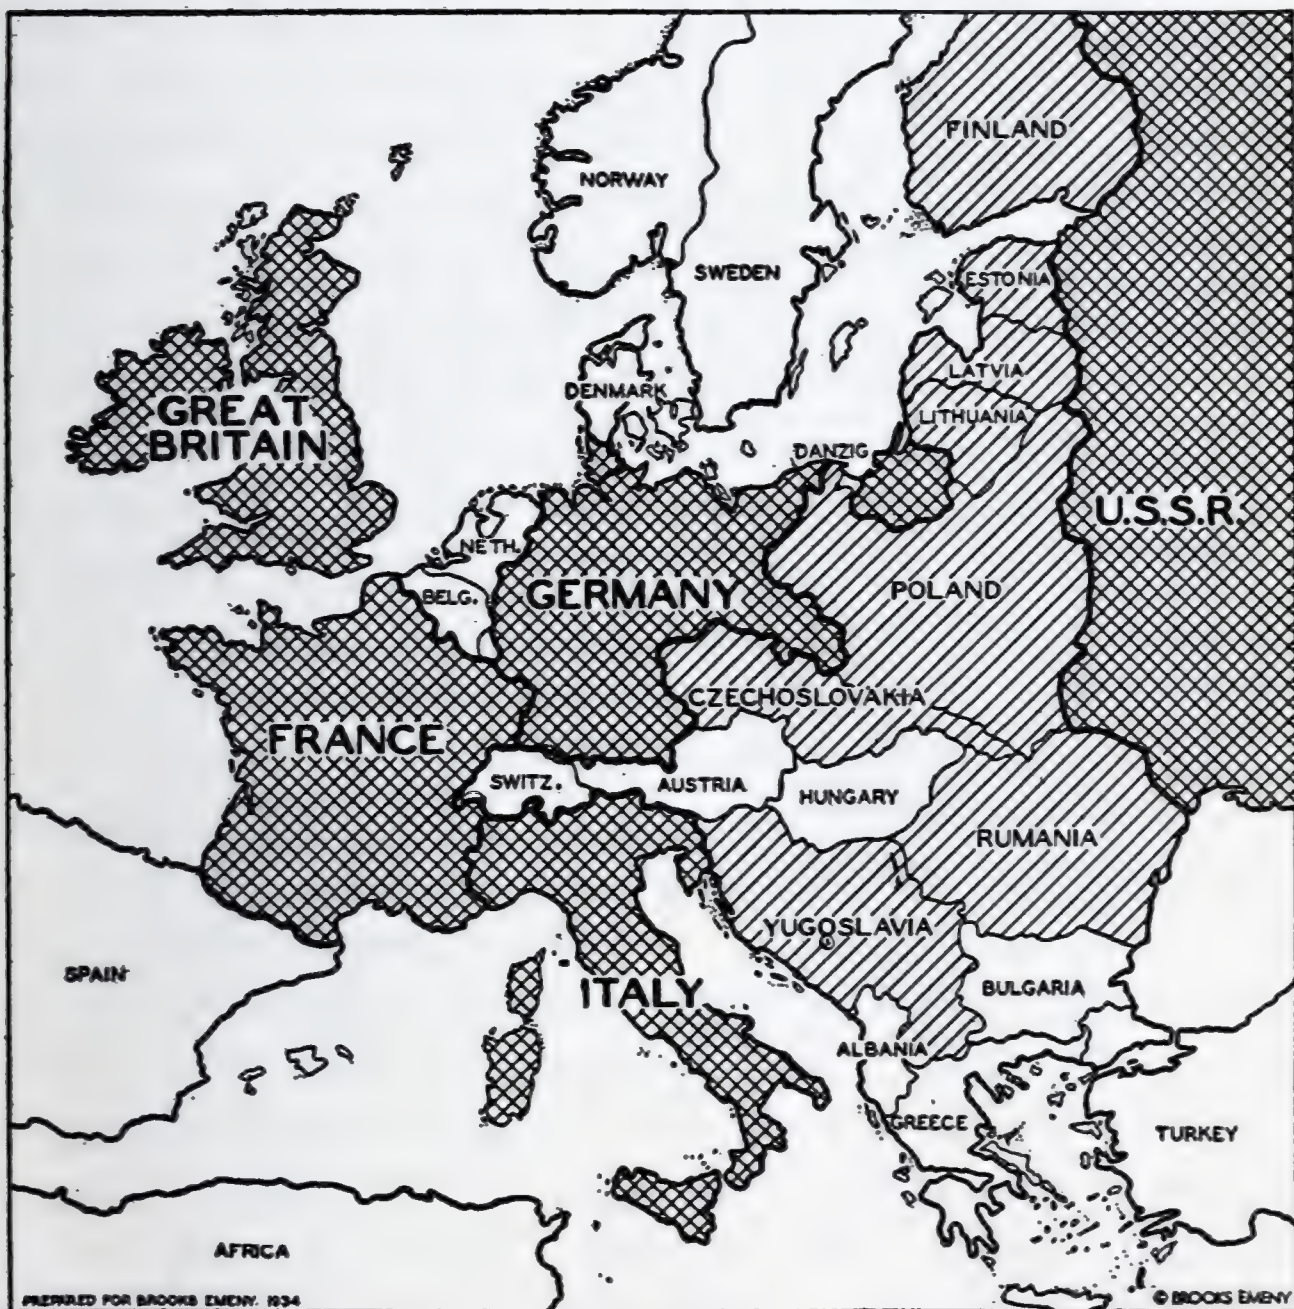 FINLAND
NORWAY
SWEDEN
ESTONIA
LATVIA
DENMARK
LITHUANIA
GREAT
BRITAIN
DANZIG
U.S.S.R.
NETH.
BELG.
GERMANY
POLAND
CZECHOSLOVAKIA
FRANCE
SWITZ.
AUSTRIA
HUNGARY
RUMANIA
YUGOSLAVIA
SPAIN
ITALY
BULGARIA
ALBANIA
GREECE
TURKEY
AFRICA
PREPARED FOR BROOKS EMENY. 1934
© BROOKS EMENY